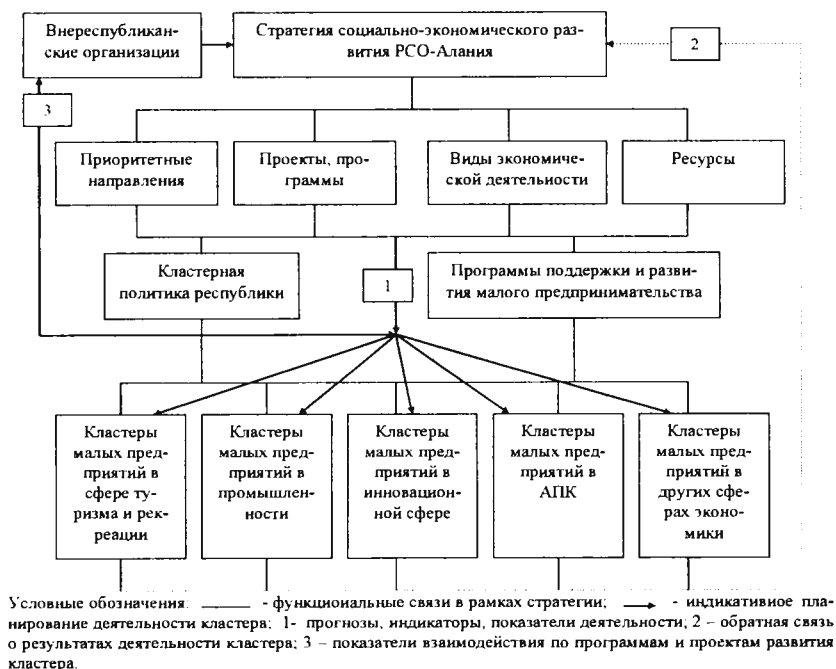 Внереспубликан-
ские организации
Стратегия социально-экономического раз-
вития РСО-Алания
2
3
Приоритетные
направления
Проекты, про-
граммы
Виды экономиче-
ской деятельности
Ресурсы
Кластерная
политика республики
1
Программы поддержки и разви-
тия малого предпринимательства
Кластеры
малых пред-
приятий в
сфере ту-
ризма и рек-
реации
Кластеры
малых пред-
приятий в
промышлен-
ности
Кластеры
малых пред-
приятий в
инновацион-
ной сфере
Кластеры
малых пред-
приятий в
АПК
Кластеры
малых пред-
приятий в
других сфе-
рах эконо-
мики
Условные обозначения: - функциональные связи в рамках стратегии; - индикативное пла-
нирование деятельности кластера; 1- прогнозы, индикаторы, показатели деятельности; 2 – обратная связь
о результатах деятельности кластера; 3 – показатели взаимодействия по программам и проектам развития
кластера.